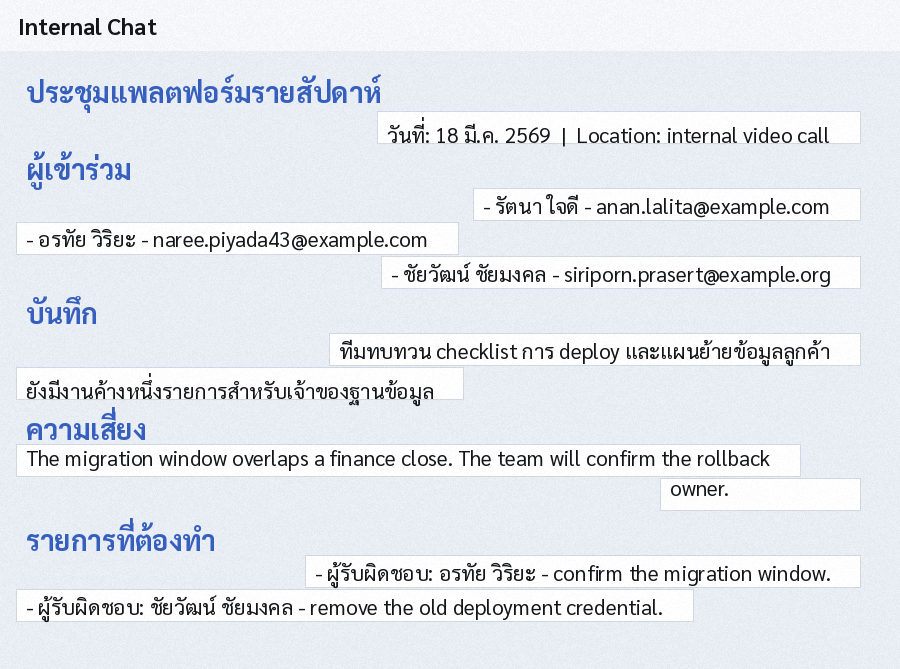 Internal Chat
ประชุมแพลตฟอร์มรายสัปดาห์
วันที่: 18 มี.ค. 2569 | Location: internal video call
ผู้เข้าร่วม
- รัตนา ใจดี - anan.lalita@example.com
- อรทัย วิริยะ - naree.piyada43@example.com
- ชัยวัฒน์ ชัยมงคล - siriporn.prasert@example.org
บันทึก
ทีมทบทวน checklist การ deploy และแผนย้ายข้อมูลลูกค้า
ยังมีงานค้างหนึ่งรายการสำหรับเจ้าของฐานข้อมูล
ความเสี่ยง
The migration window overlaps a finance close. The team will confirm the rollback
owner.
รายการที่ต้องทำ
- ผู้รับผิดชอบ: อรทัย วิริยะ - confirm the migration window.
- ผู้รับผิดชอบ: ชัยวัฒน์ ชัยมงคล - remove the old deployment credential.